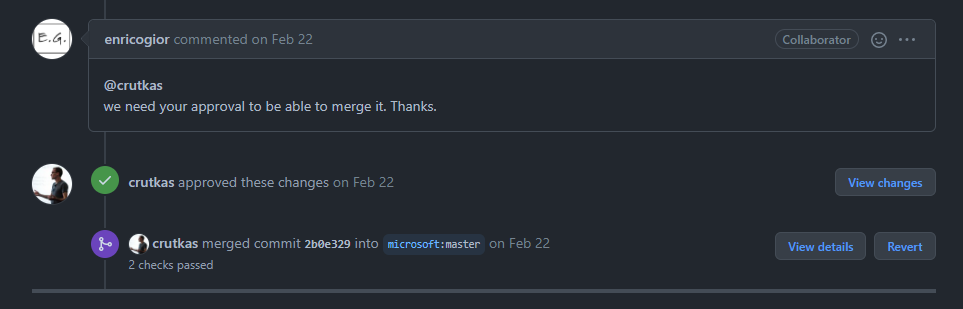 E.G.
enricogior commented on Feb 22 Collaborator
@crutkas
we need your approval to be able to merge it. Thanks.
crutkas approved these changes on Feb 22 View changes
crutkas merged commit 2b0e329 into microsoft:master on Feb 22 View details Revert
2 checks passed